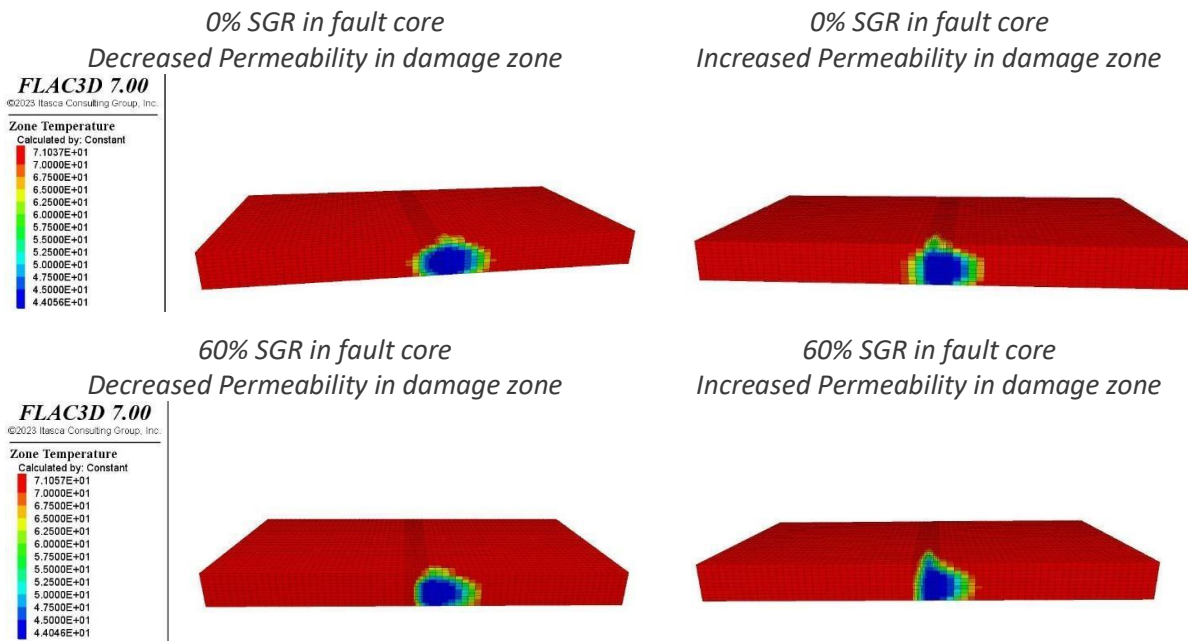 0% SGR in fault core
Decreased Permeability in damage zone
0% SGR in fault core
Increased Permeability in damage zone
FLAC3D 7.00
©2023 Itasca Consulting Group, Inc.
Zone Temperature
Calculated by: Constant
7.1037E+01
7.0000E+01
6.7500E+01
6.5000E+01
6.2500E+01
6.0000E+01
5.7500E+01
5.5000E+01
5.2500E+01
5.0000E+01
4.7500E+01
4.5000E+01
4.4056E+01
60% SGR in fault core
Decreased Permeability in damage zone
60% SGR in fault core
Increased Permeability in damage zone
FLAC3D 7.00
©2023 Itasca Consulting Group, Inc.
Zone Temperature
Calculated by: Constant
7.1057E+01
7.0000E+01
6.7500E+01
6.5000E+01
6.2500E+01
6.0000E+01
5.7500E+01
5.5000E+01
5.2500E+01
5.0000E+01
4.7500E+01
4.5000E+01
4.4046E+01